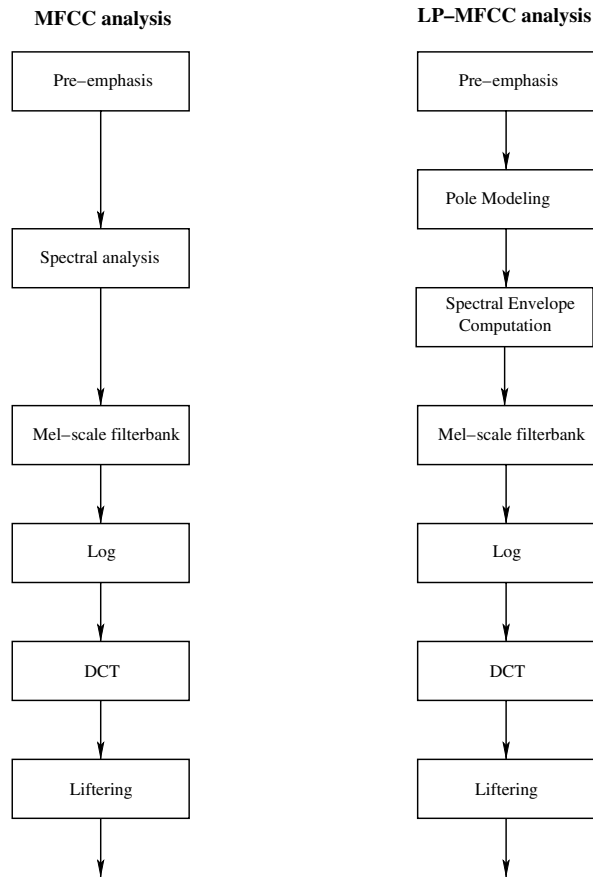 MFCC analysis
Pre−emphasis
Spectral analysis
Mel−scale filterbank
Log
DCT
Liftering
LP−MFCC analysis
Pre−emphasis
Pole Modeling
Spectral Envelope
Computation
Mel−scale filterbank
Log
DCT
Liftering